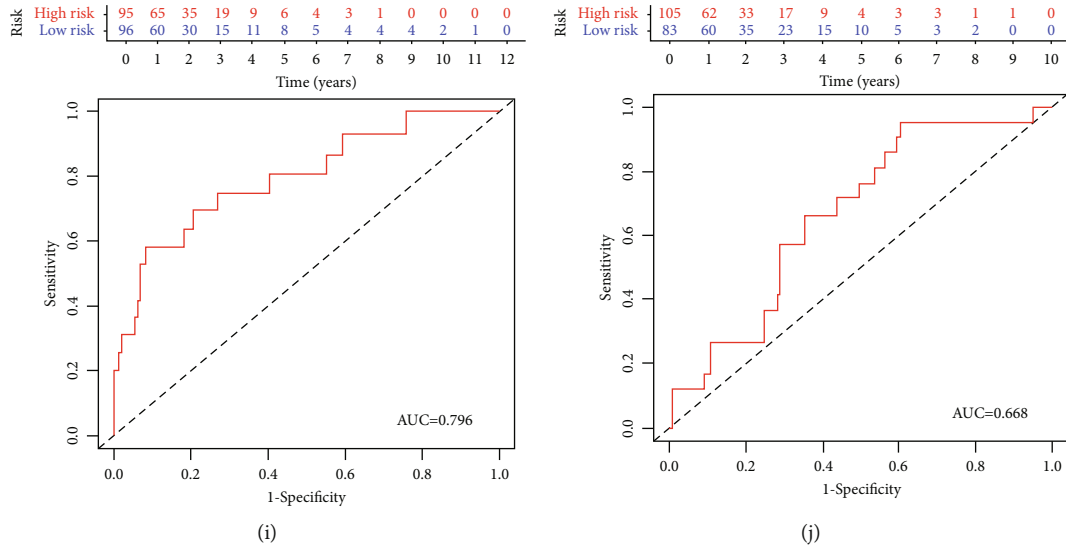 Risk
High risk 95 65 35 19 9 6 4 3 1 0 0 0 0
Low risk 96 60 30 15 11 8 5 4 4 4 2 1 0
0 1 2 3 4 5 6 7 8 9 10 11 12
Time (years)
1.0
0.8
0.6
0.4
0.2
0.0
Sensitivity
AUC=0.796
0.0 0.2 0.4 0.6 0.8 1.0
1-Specificity
(i)
Risk
High risk 105 62 33 17 9 4 3 3 1 1 0
Low risk 83 60 35 23 15 10 5 3 2 0 0
0 1 2 3 4 5 6 7 8 9 10
Time (years)
1.0
0.8
0.6
0.4
0.2
0.0
Sensitivity
AUC=0.668
0.0 0.2 0.4 0.6 0.8 1.0
1-Specificity
(j)